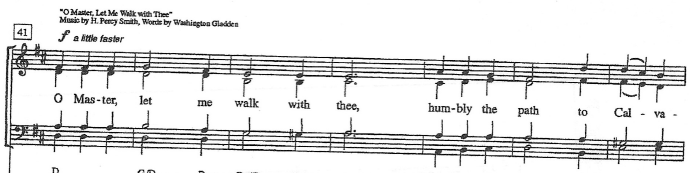 "O Master, Let Me Walk with Thee"
Music by H. Percy Smith, Words by Washington Gladden
41
f a little faster
O Mas - ter, let me walk with thee, hum - bly the path to Cal - va -